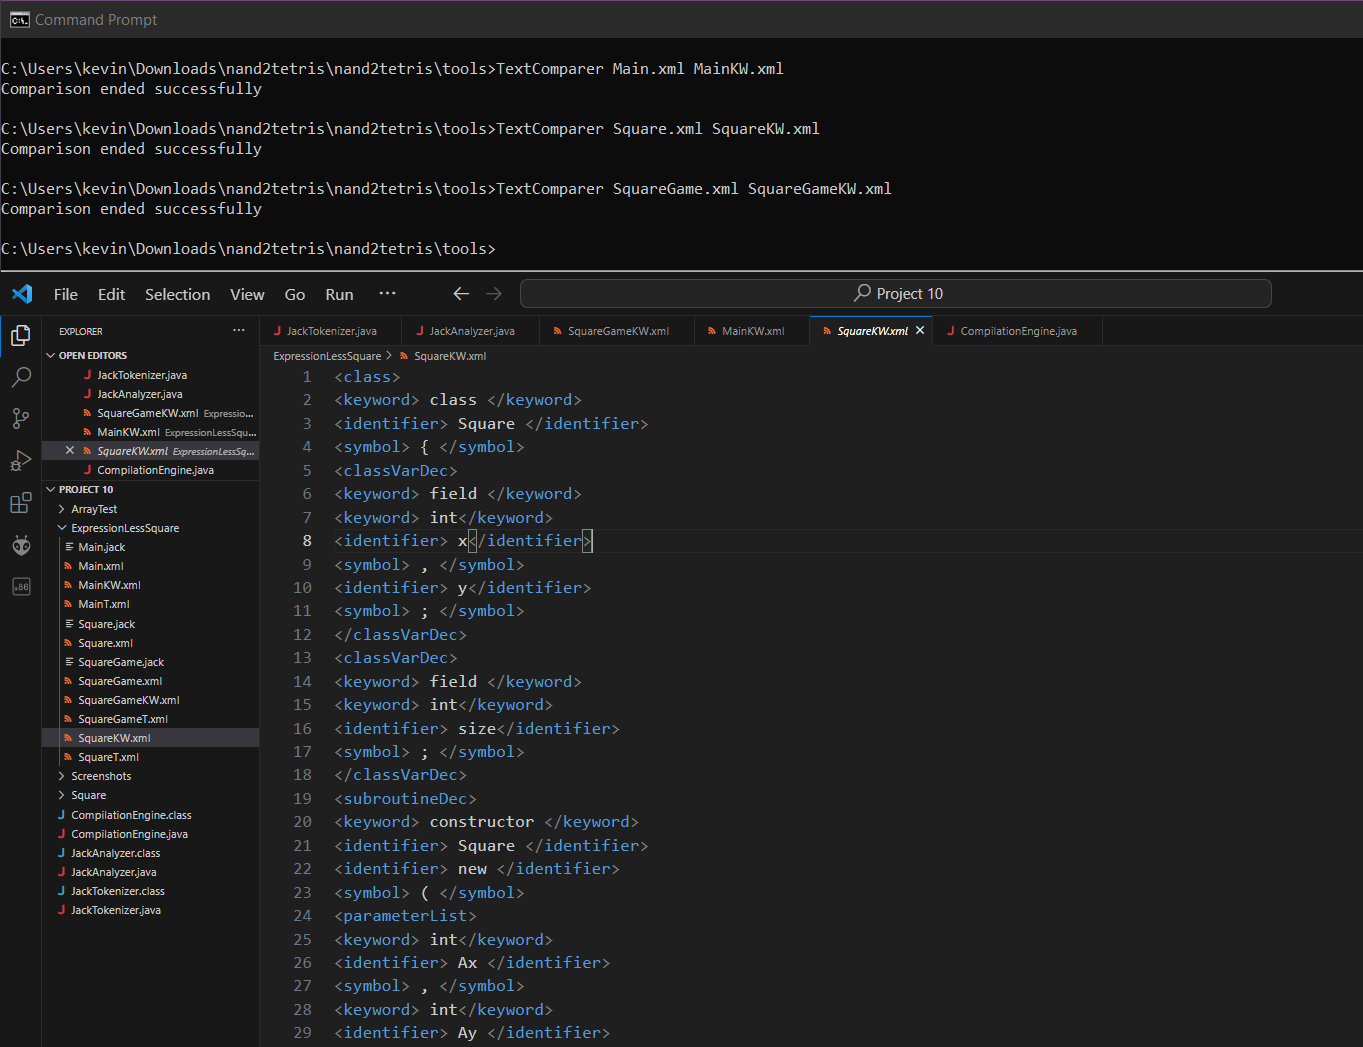 Command Prompt
C:\Users\kevin\Downloads\nand2tetris\nand2tetris\tools>TextComparer Main.xml MainKW.xml
Comparison ended successfully
C:\Users\kevin\Downloads\nand2tetris\nand2tetris\tools>TextComparer Square.xml SquareKW.xml
Comparison ended successfully
C:\Users\kevin\Downloads\nand2tetris\nand2tetris\tools>TextComparer SquareGame.xml SquareGameKW.xml
Comparison ended successfully
C:\Users\kevin\Downloads\nand2tetris\nand2tetris\tools>
File Edit Selection View Go Run ··· Project 10
EXPLORER ···
OPEN EDITORS
JackTokenizer.java
JackAnalyzer.java
SquareGameKW.xml Expressio...
MainKW.xml ExpressionLessSqu...
SquareKW.xml ExpressionLessSq...
CompilationEngine.java
PROJECT 10
ArrayTest
ExpressionLessSquare
Main.jack
Main.xml
MainKW.xml
MainT.xml
Square.jack
Square.xml
SquareGame.jack
SquareGame.xml
SquareGameKW.xml
SquareGameT.xml
SquareKW.xml
SquareT.xml
Screenshots
Square
CompilationEngine.class
CompilationEngine.java
JackAnalyzer.class
JackAnalyzer.java
JackTokenizer.class
JackTokenizer.java
JackTokenizer.java JackAnalyzer.java SquareGameKW.xml MainKW.xml SquareKW.xml CompilationEngine.java
ExpressionLessSquare > SquareKW.xml
1 <class>
2 <keyword> class </keyword>
3 <identifier> Square </identifier>
4 <symbol> { </symbol>
5 <classVarDec>
6 <keyword> field </keyword>
7 <keyword> int</keyword>
8 <identifier> x</identifier>
9 <symbol> , </symbol>
10 <identifier> y</identifier>
11 <symbol> ; </symbol>
12 </classVarDec>
13 <classVarDec>
14 <keyword> field </keyword>
15 <keyword> int</keyword>
16 <identifier> size</identifier>
17 <symbol> ; </symbol>
18 </classVarDec>
19 <subroutineDec>
20 <keyword> constructor </keyword>
21 <identifier> Square </identifier>
22 <identifier> new </identifier>
23 <symbol> ( </symbol>
24 <parameterList>
25 <keyword> int</keyword>
26 <identifier> Ax </identifier>
27 <symbol> , </symbol>
28 <keyword> int</keyword>
29 <identifier> Ay </identifier>